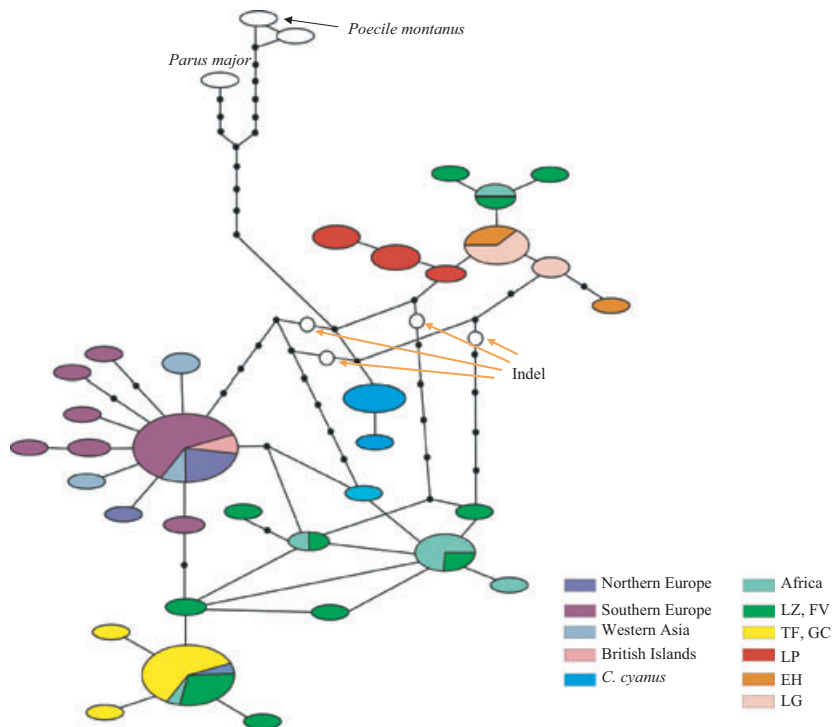 Poecile montanus
Parus major
Indel
Northern Europe
Southern Europe
Western Asia
British Islands
C. cyanus
Africa
LZ, FV
TF, GC
LP
EH
LG